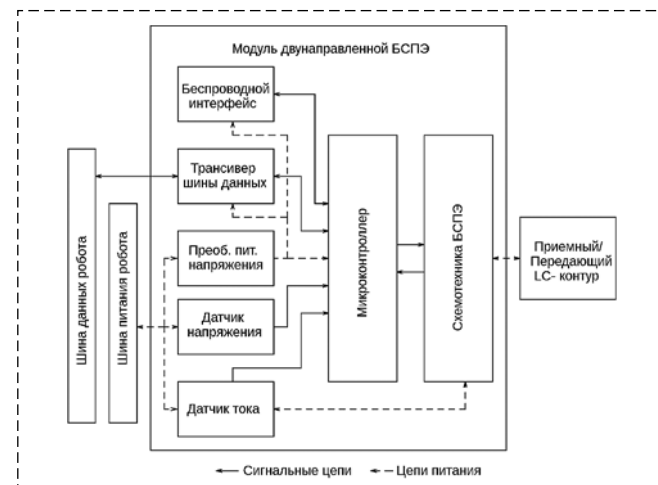 Модуль двунаправленной БСПЭ
Беспроводной
интерфейс
Трансивер
шины данных
Преоб. пит.
напряжения
Датчик
напряжения
Датчик тока
Шина данных робота
Шина питания робота
Микроконтроллер
Схемотехника БСПЭ
Приемный/
Передающий
LC- контур
Сигнальные цепи
Цепи питания